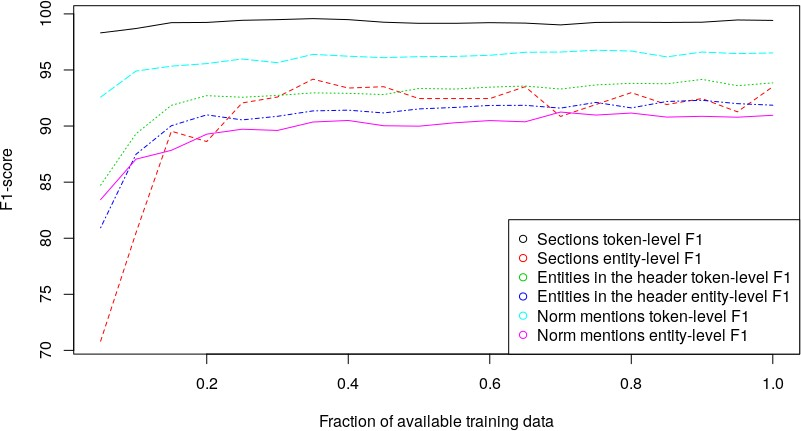 100
95
90
85
80
75
70
F1-score
Sections token-level F1
Sections entity-level F1
Entities in the header token-level F1
Entities in the header entity-level F1
Norm mentions token-level F1
Norm mentions entity-level F1
0.2 0.4 0.6 0.8 1.0
Fraction of available training data